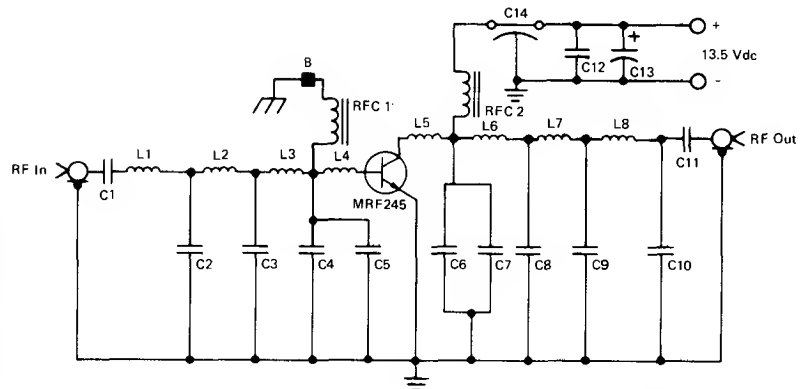 C14
+
B
+
13.5 Vdc
C12
C13
-
RFC 1
RFC 2
L5
L6
L7
L8
RF In
L1
L2
L3
L4
RF Out
C1
C11
MRF245
C2
C3
C4
C5
C6
C7
C8
C9
C10